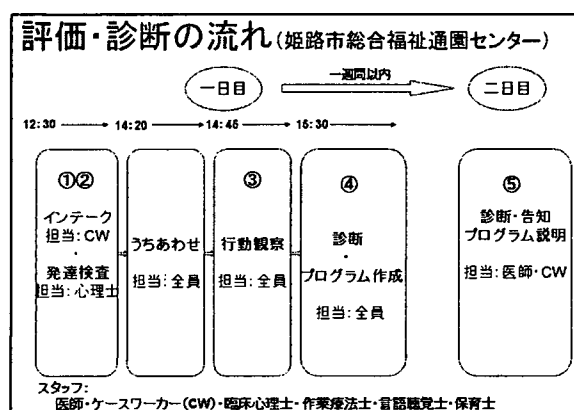 評価・診断の流れ(姫路市総合福祉通園センター)
一日目
一週間以内
二日目
12:30 14:20 14:45 15:30
①②
インテーク
担当:CW
・
発達検査
担当:心理士
うちあわせ
担当:全員
③
行動観察
担当:全員
④
診断
・
プログラム作成
担当:全員
⑤
診断・告知
プログラム説明
担当:医師・CW
スタッフ:
医師・ケースワーカー(CW)・臨床心理士・作業療法士・言語聴覚士・保育士